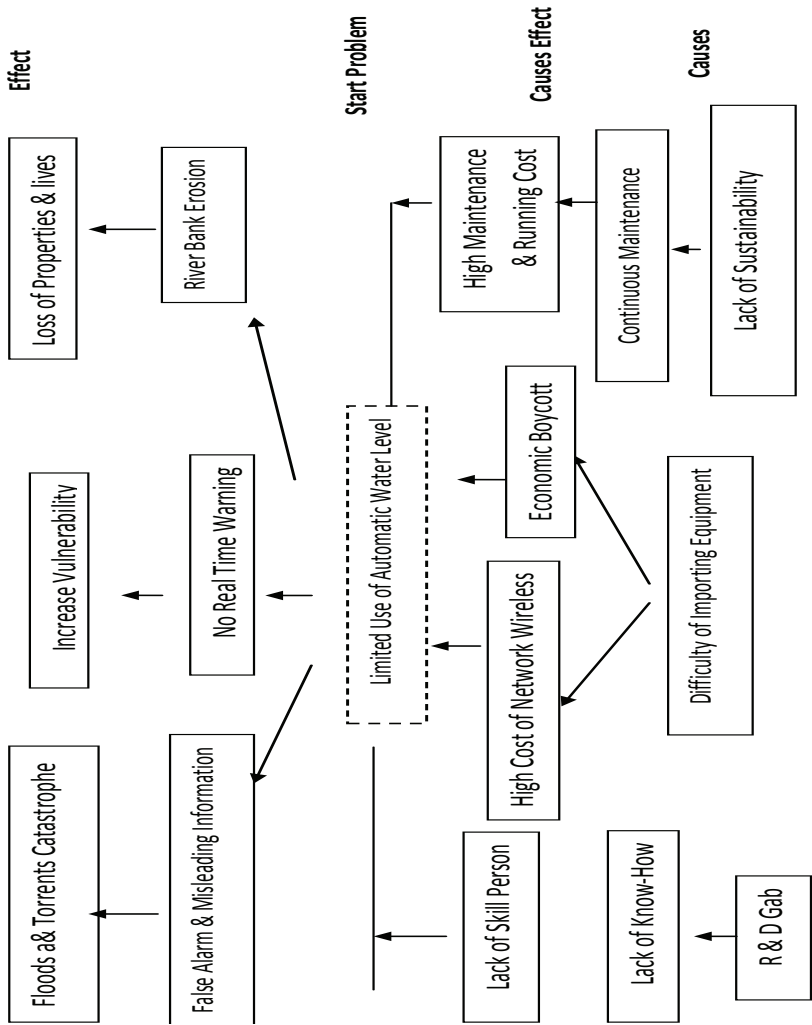 Effect
Floods a& Torrents Catastrophe
Increase Vulnerability
Loss of Properties & lives
False Alarm & Misleading Information
No Real Time Warning
River Bank Erosion
Start Problem
Limited Use of Automatic Water Level
Causes Effect
Lack of Skill Person
High Cost of Network Wireless
Economic Boycott
High Maintenance
& Running Cost
Lack of Know-How
Continuous Maintenance
Causes
R & D Gab
Difficulty of Importing Equipment
Lack of Sustainability